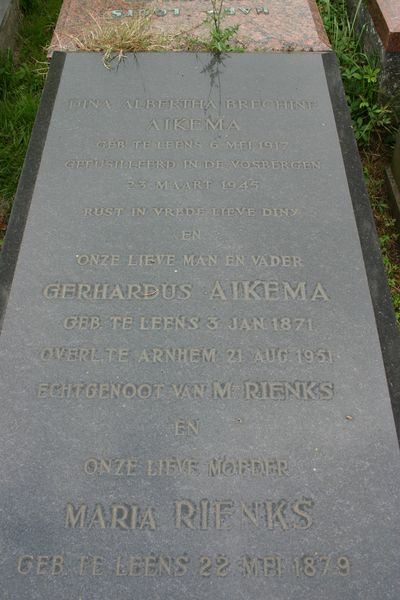 DINA ALBERTHA BRECHINE
AIKEMA
GEB. TE LEENS 6 MEI 1917
GEFUSILLEERD IN DE VOSBERGEN
23 MAART 1945
RUST IN VREDE LIEVE DINY
EN
ONZE LIEVE MAN EN VADER
GERHARDUS AIKEMA
GEB. TE LEENS 3 JAN. 1871
OVERL. TE ARNHEM 21 AUG 1951
ECHTGENOOT VAN M. RIENKS
EN
ONZE LIEVE MOEDER
MARIA RIENKS
GEB. TE LEENS 22 MEI 1879